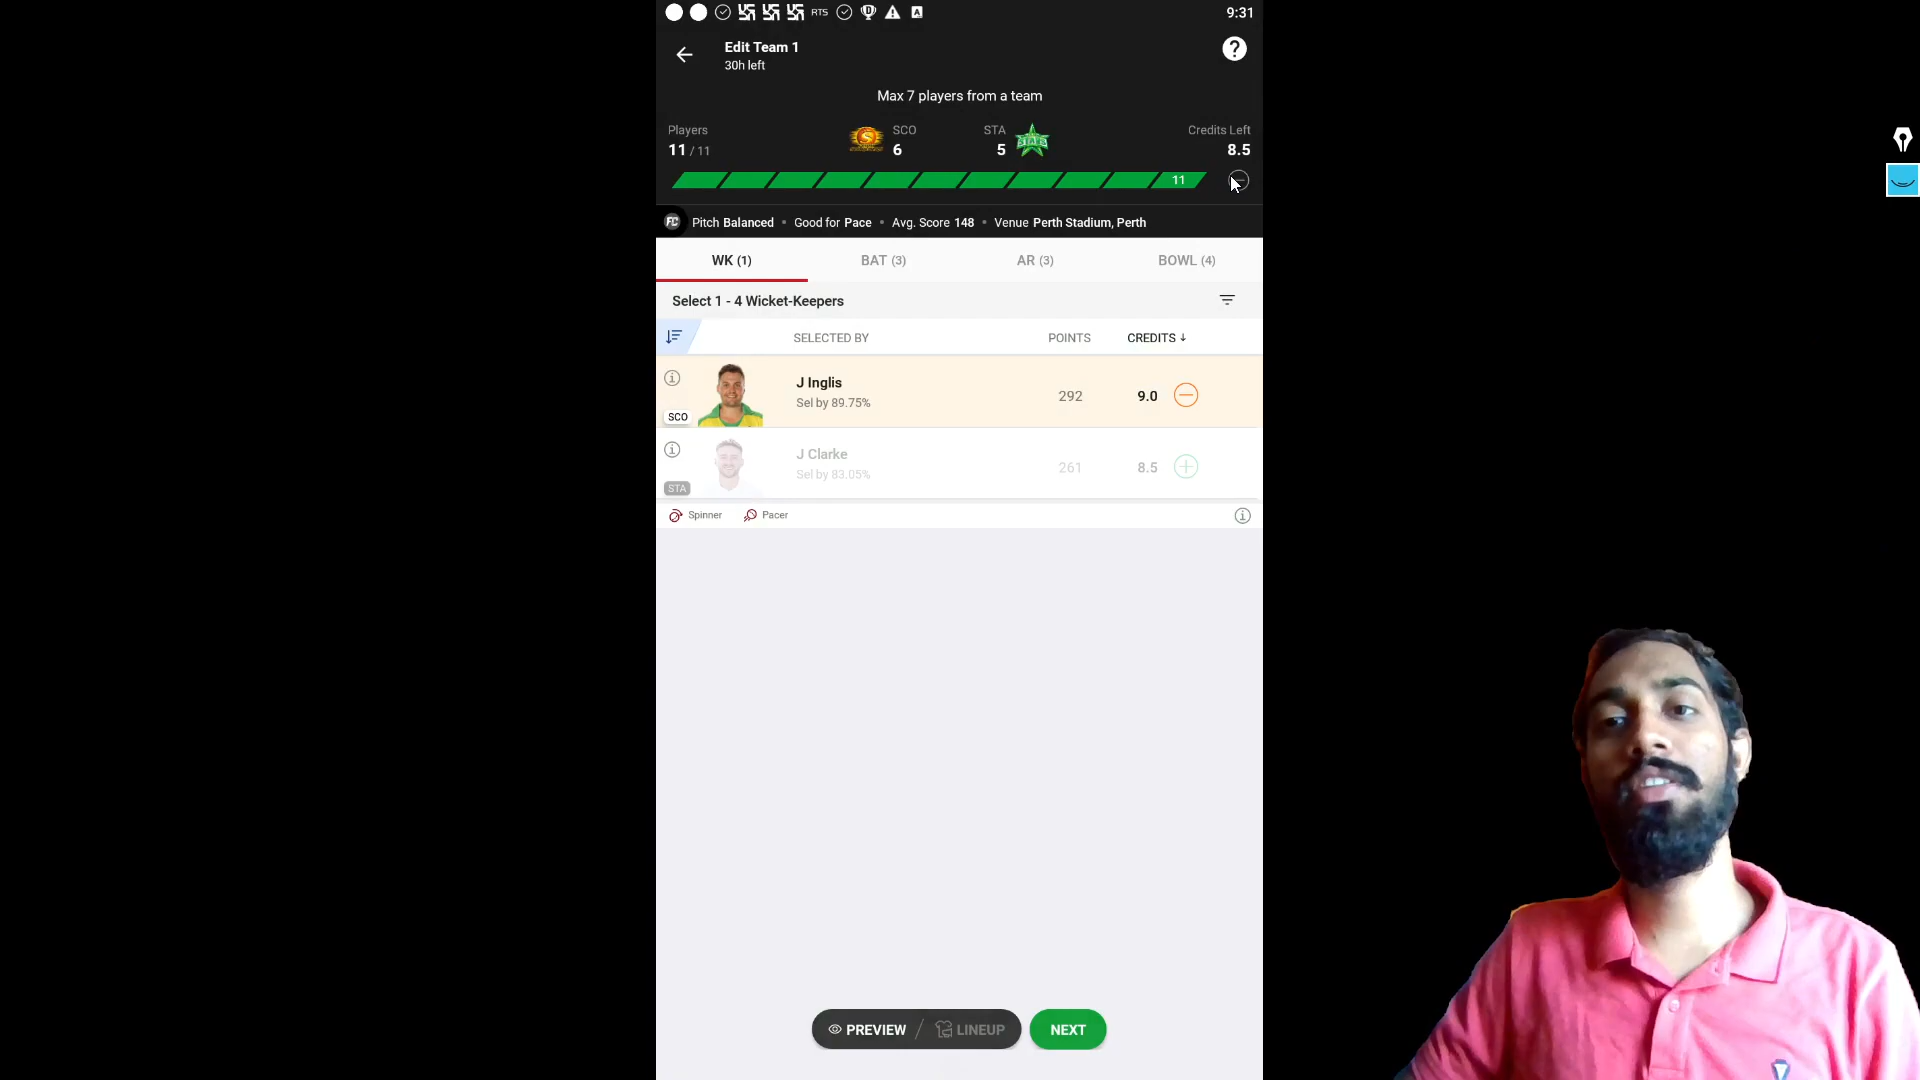 RTS
A
9:31
Edit Team 1
30h left
Max 7 players from a team
Players
11 / 11
SCO
6
STA
5
STARS
Credits Left
8.5
11
FC Pitch Balanced • Good for Pace • Avg. Score 148 • Venue Perth Stadium, Perth
WK (1) BAT (3) AR (3) BOWL (4)
Select 1 - 4 Wicket-Keepers
SELECTED BY POINTS CREDITS ↓
J Inglis
Sel by 89.75%
292 9.0
SCO
J Clarke
Sel by 83.05%
261 8.5
STA
Spinner Pacer
PREVIEW / LINEUP NEXT